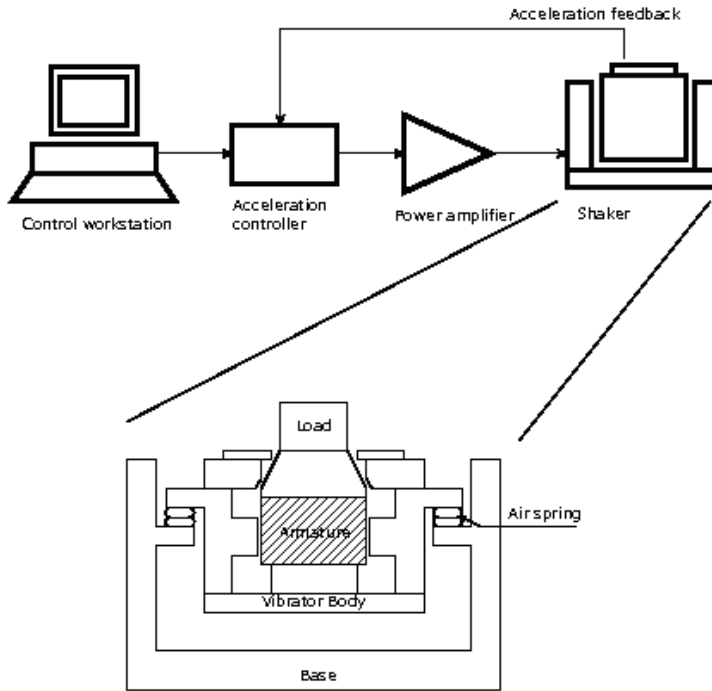 Acceleration feedback
Control workstation
Acceleration
controller
Power amplifier
Shaker
Load
Air spring
Armature
Vibrator Body
Base